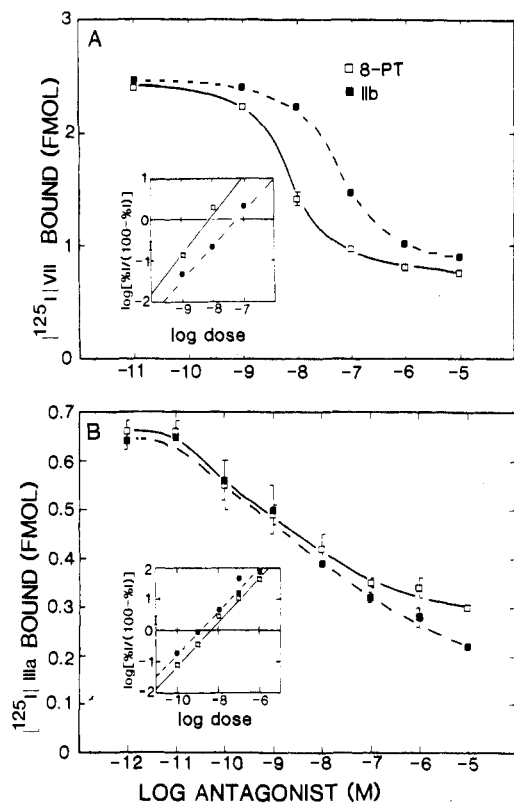 A
□ 8-PT
■ IIb
|¹²⁵I| VII BOUND (FMOL)
3
2
1
0
log[%I/(100-%I)]
1
0
-1
-2
-9 -8 -7
log dose
-11 -10 -9 -8 -7 -6 -5
B
|¹²⁵I| IIIa BOUND (FMOL)
0.7
0.6
0.5
0.4
0.3
0.2
0.1
0
log[%I/(100-%I)]
2
1
0
-1
-2
-10 -8 -6
log dose
-12 -11 -10 -9 -8 -7 -6 -5
LOG ANTAGONIST (M)